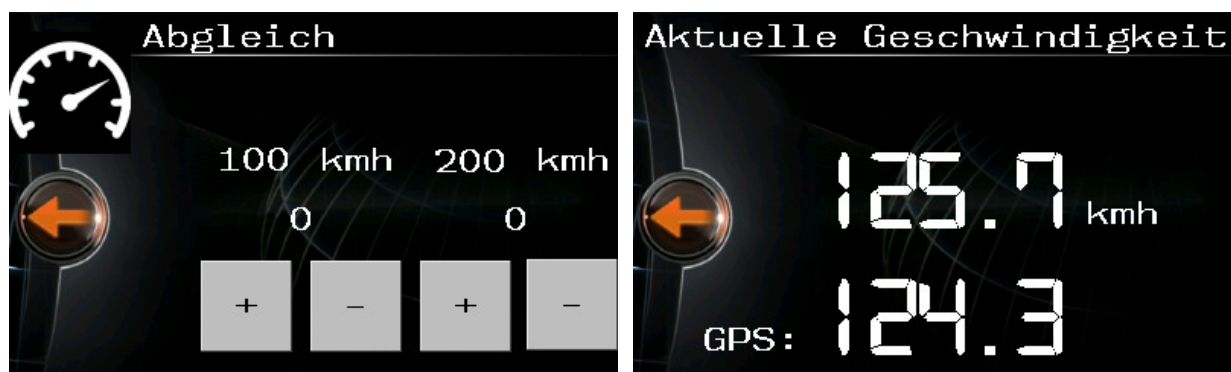 Abgleich
100 kmh 200 kmh
0 0
+ - + -
Aktuelle Geschwindigkeit
125.7 kmh
GPS: 124.3